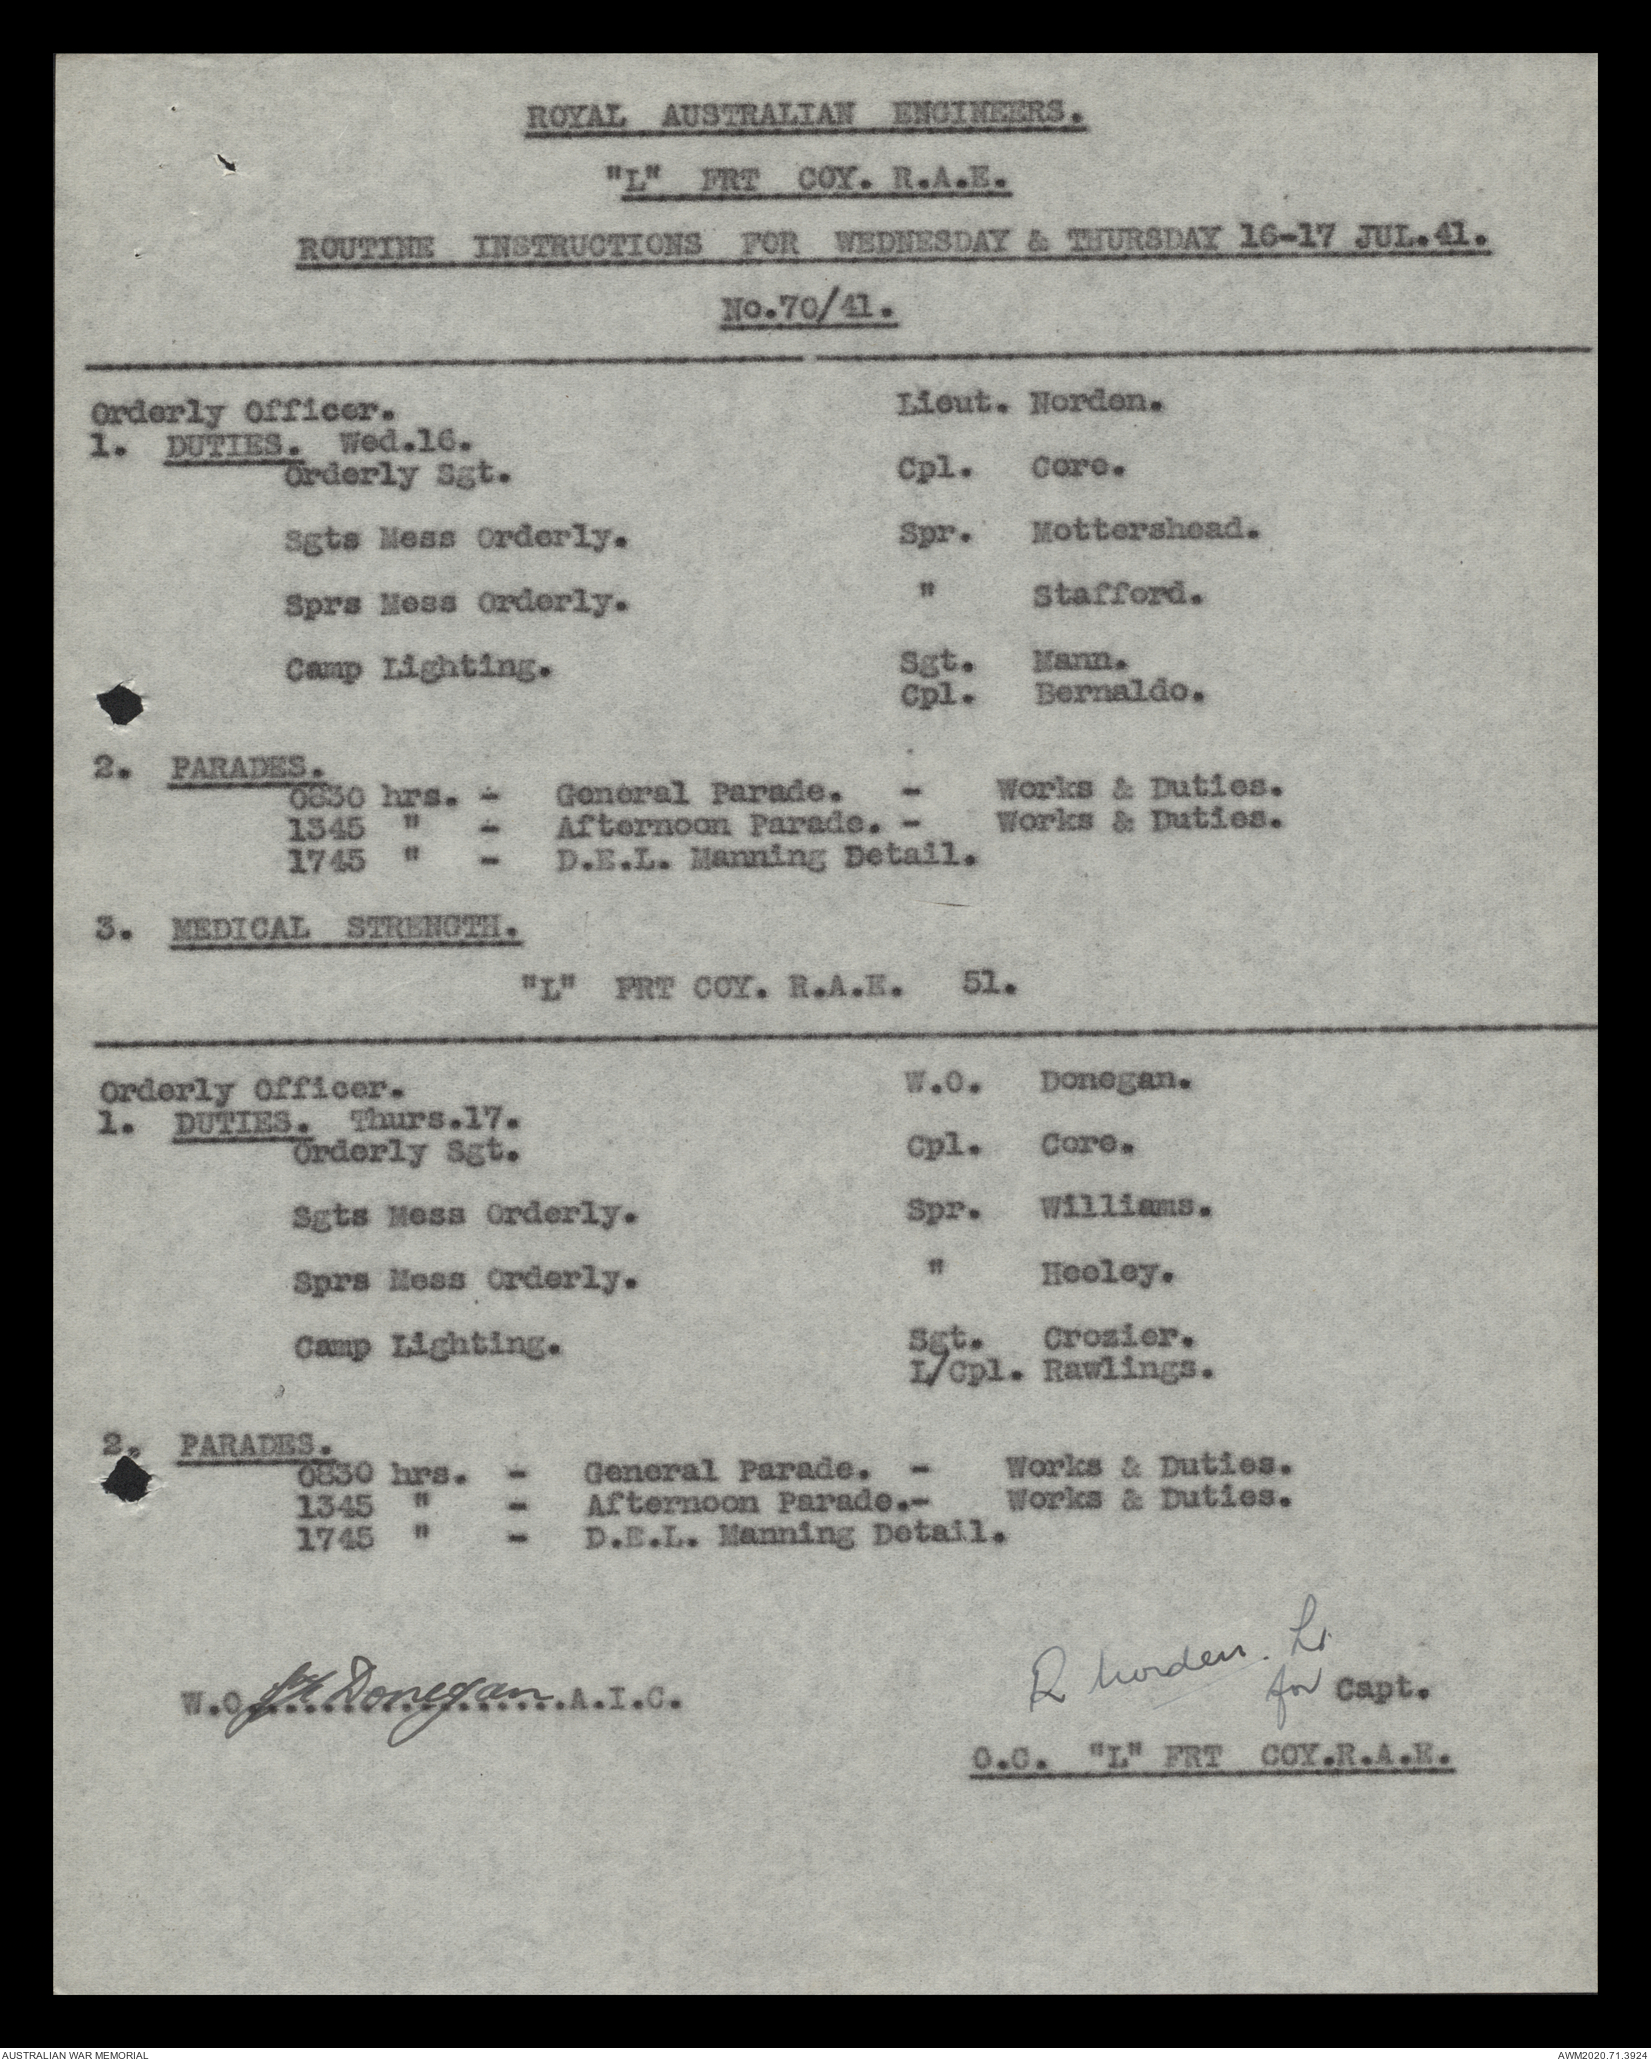 ROYAL AUSTRALIAN ENGINEERS.
"L" FRT COY. R.A.E.
ROUTINE INSTRUCTIONS FOR WEDNESDAY & THURSDAY 16-17 JUL.41.
No.70/41.
Orderly Officer. Lieut. Norden.
1. DUTIES. Wed.16.
Orderly Sgt. Cpl. Core.
Sgts Mess Orderly. Spr. Mottershead.
Sprs Mess Orderly. " Stafford.
Camp Lighting. Sgt. Mann.
Cpl. Bernaldo.
2. PARADES.
0830 hrs. - General Parade. - Works & Duties.
1345 " - Afternoon Parade. - Works & Duties.
1745 " - D.E.L. Manning Detail.
3. MEDICAL STRENGTH.
"L" FRT COY. R.A.E. 51.
Orderly Officer. W.O. Donegan.
1. DUTIES. Thurs.17.
Orderly Sgt. Cpl. Core.
Sgts Mess Orderly. Spr. Williams.
Sprs Mess Orderly. " Heeley.
Camp Lighting. Sgt. Crozier.
L/Cpl. Rawlings.
2. PARADES.
0830 hrs. - General Parade. - Works & Duties.
1345 " - Afternoon Parade.- Works & Duties.
1745 " - D.E.L. Manning Detail.
R Norden. Lt
W.O. Donegan A.I.C. for Capt.
O.C. "L" FRT COY.R.A.E.
AUSTRALIAN WAR MEMORIAL AWM2020.71.3924